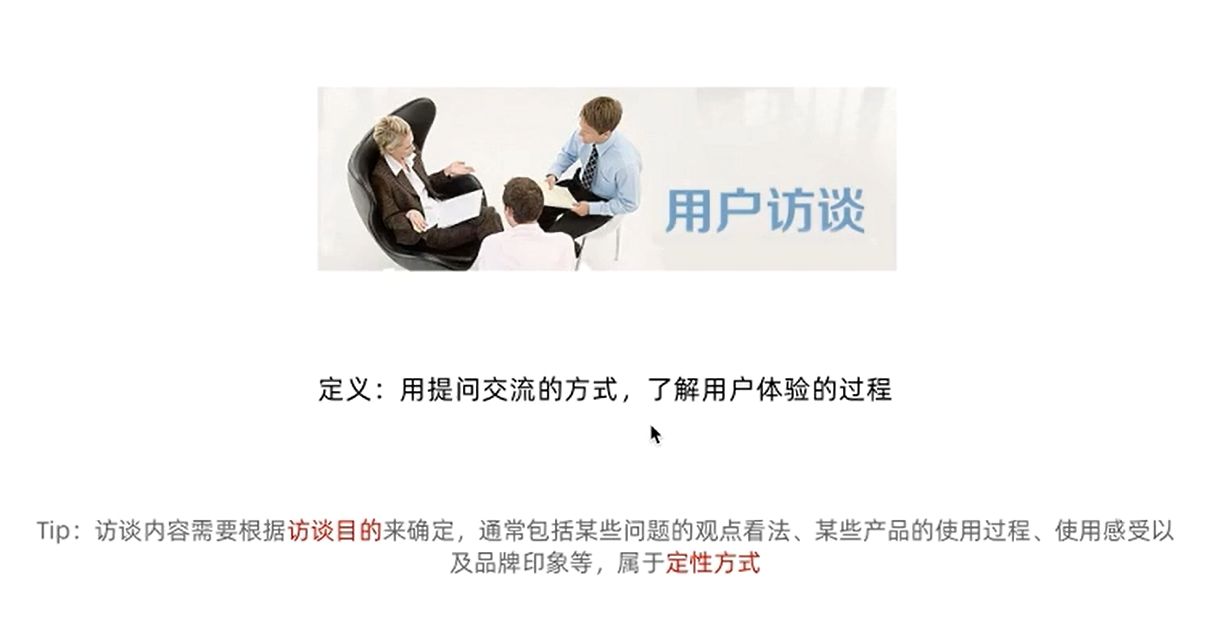 用户访谈
定义：用提问交流的方式，了解用户体验的过程
Tip：访谈内容需要根据访谈目的来确定，通常包括某些问题的观点看法、某些产品的使用过程、使用感受以
及品牌印象等，属于定性方式